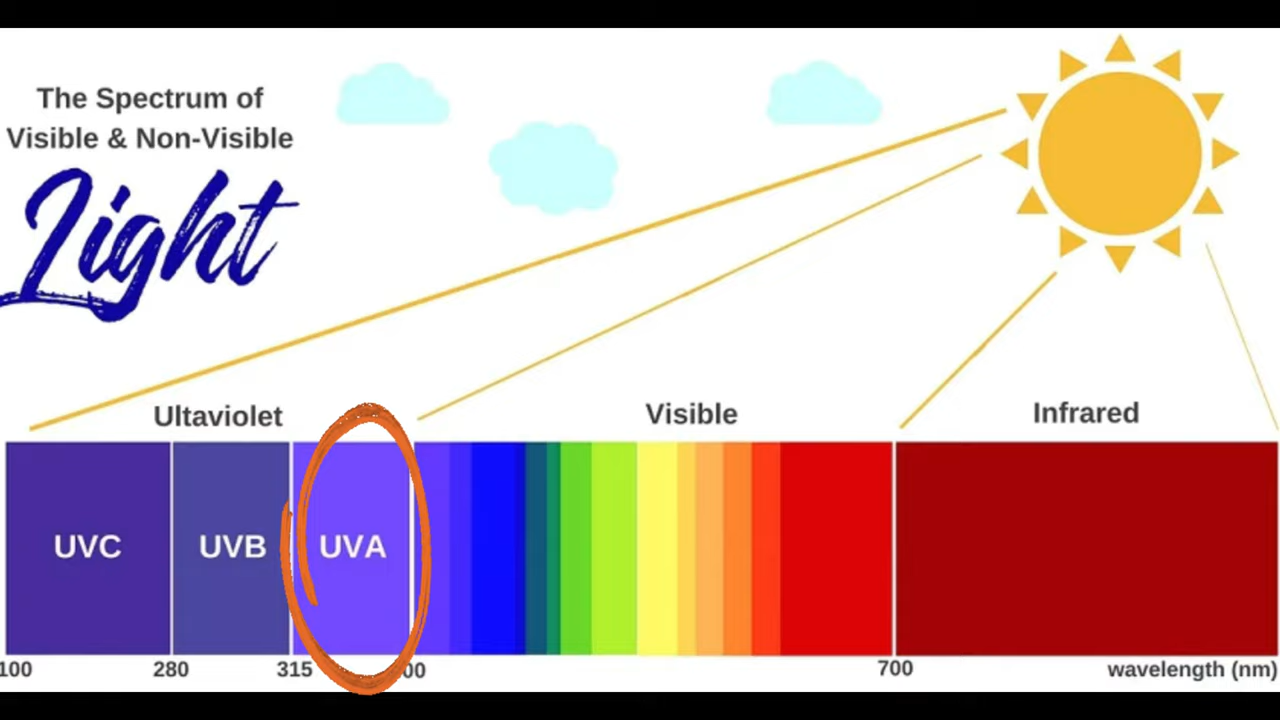 The Spectrum of
Visible & Non-Visible
Light
Ultaviolet
Visible
Infrared
UVC
UVB
UVA
100
280
315
00
700
wavelength (nm)